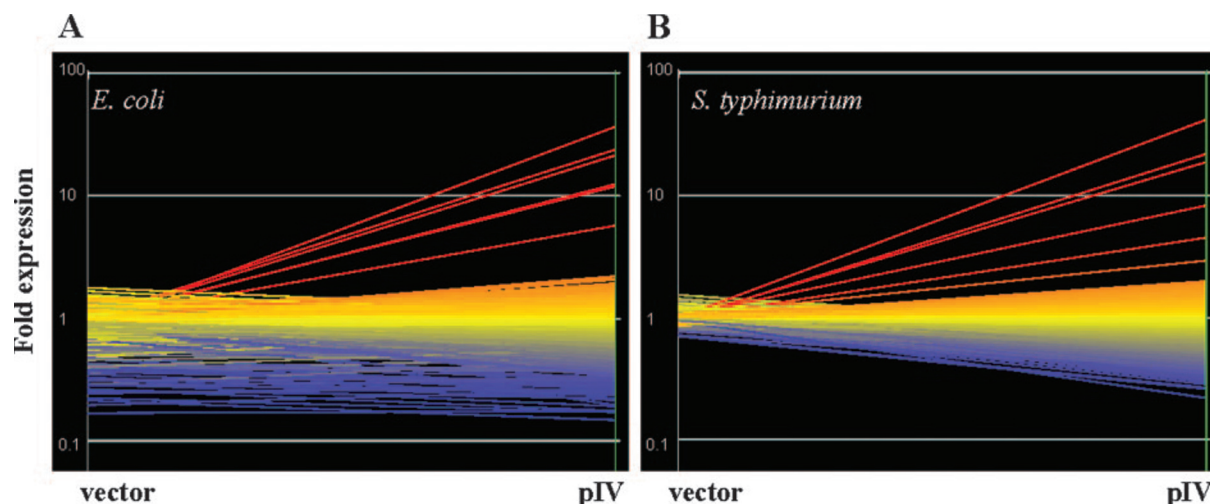 A
B
100
E. coli
10
1
0.1
Fold expression
vector
pIV
100
S. typhimurium
10
1
0.1
vector
pIV